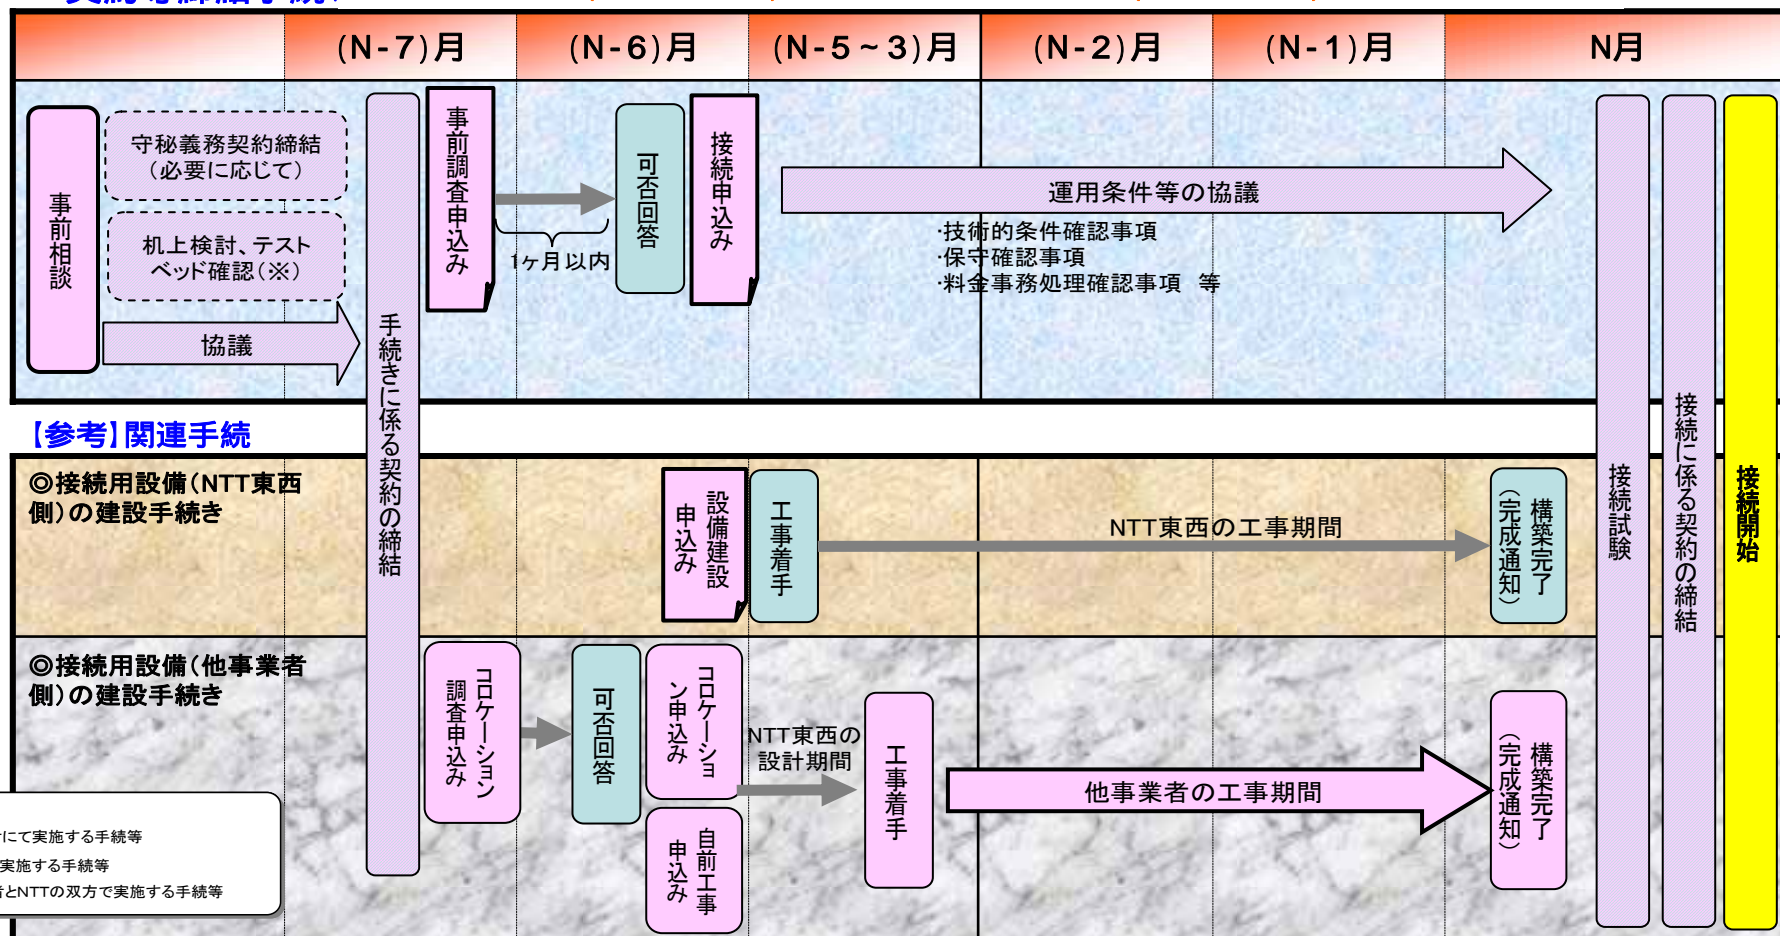 (N-7)月
(N-6)月
(N-5~3)月
(N-2)月
(N-1)月
N月
事前相談
守秘義務契約締結
(必要に応じて)
机上検討、テスト
ベッド確認(※)
協議
手続きに係る契約の締結
事前調査申込み
1ヶ月以内
可否回答
接続申込み
運用条件等の協議
・技術的条件確認事項
・保守確認事項
・料金事務処理確認事項 等
接続試験
接続に係る契約の締結
接続開始
【参考】関連手続
◎接続用設備(NTT東西
側)の建設手続き
設備建設
申込み
工事着手
NTT東西の工事期間
構築完了
(完成通知)
◎接続用設備(他事業者
側)の建設手続き
コロケーション
調査申込み
可否回答
コロケーショ
ン申込み
自前工事
申込み
NTT東西の
設計期間
工事着手
他事業者の工事期間
構築完了
(完成通知)
にて実施する手続等
実施する手続等
者とNTTの双方で実施する手続等